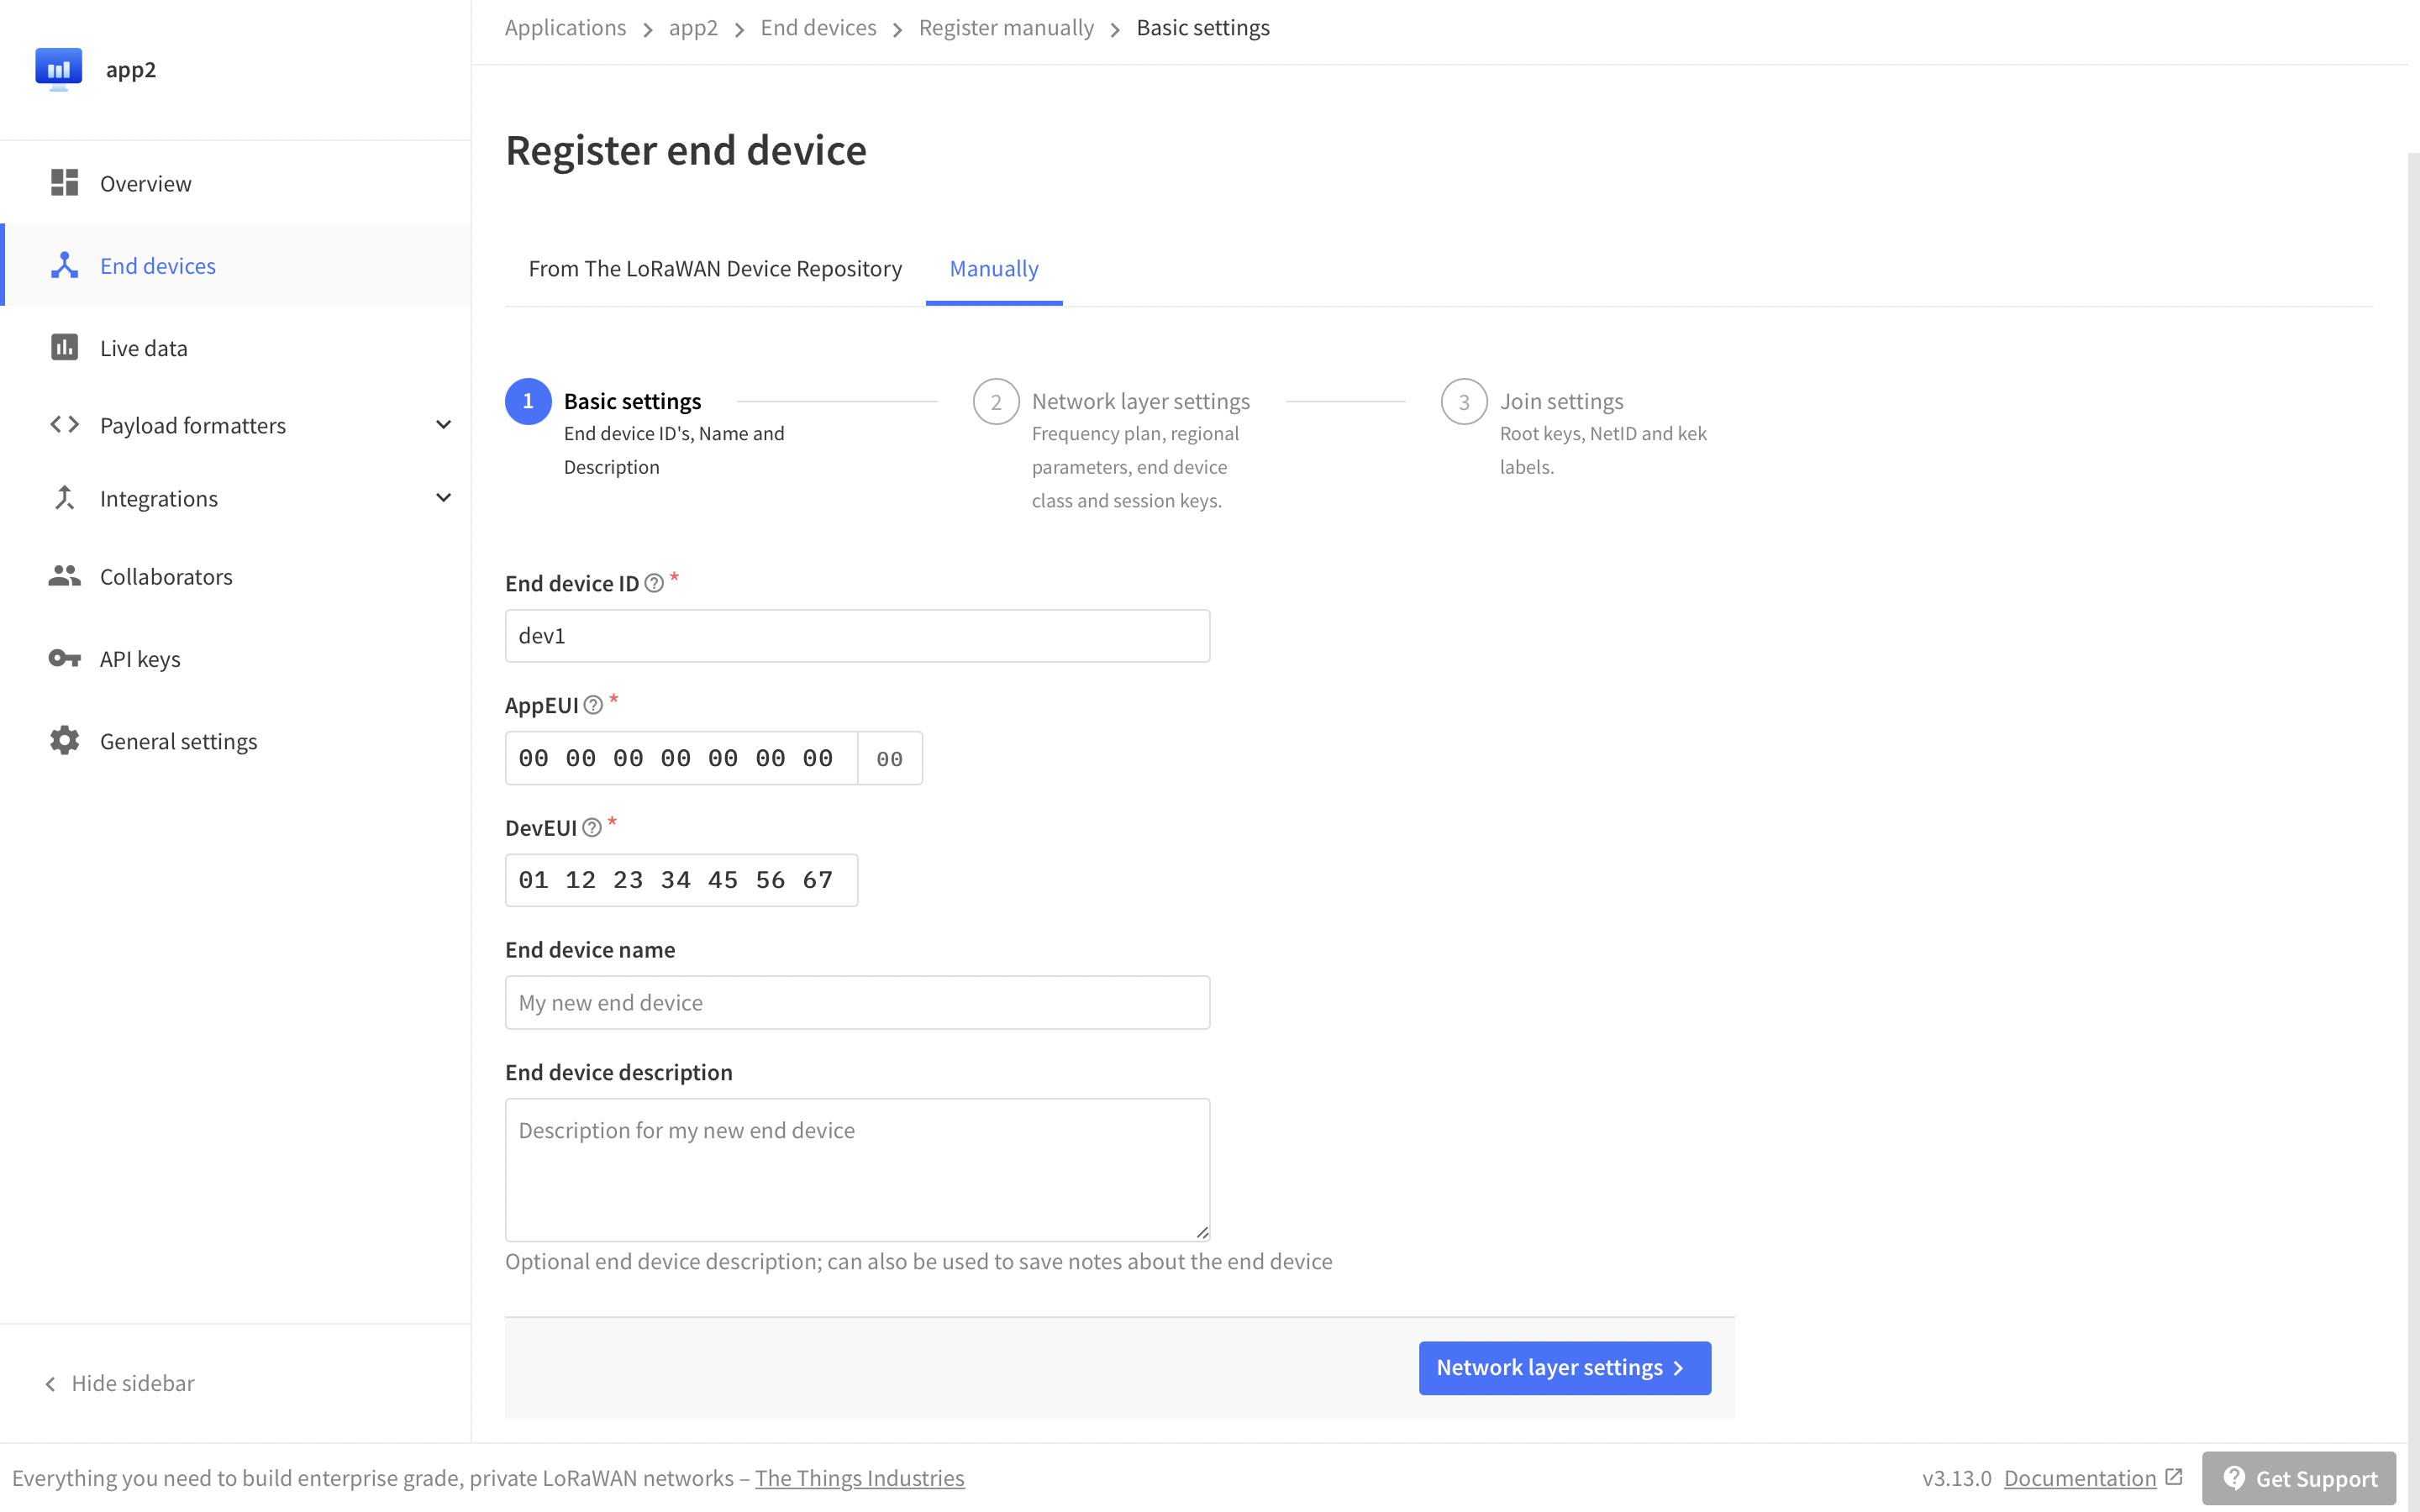 Applications > app2 > End devices > Register manually > Basic settings
app2
Overview
End devices
Live data
Payload formatters
Integrations
Collaborators
API keys
General settings
Hide sidebar
Register end device
From The LoRaWAN Device Repository
Manually
1 Basic settings
End device ID's, Name and
Description
2 Network layer settings
Frequency plan, regional
parameters, end device
class and session keys.
3 Join settings
Root keys, NetID and kek
labels.
End device ID ? *
dev1
AppEUI ? *
00 00 00 00 00 00 00 00
DevEUI ? *
01 12 23 34 45 56 67
End device name
My new end device
End device description
Description for my new end device
Optional end device description; can also be used to save notes about the end device
Network layer settings >
Everything you need to build enterprise grade, private LoRaWAN networks – The Things Industries
v3.13.0 Documentation
? Get Support